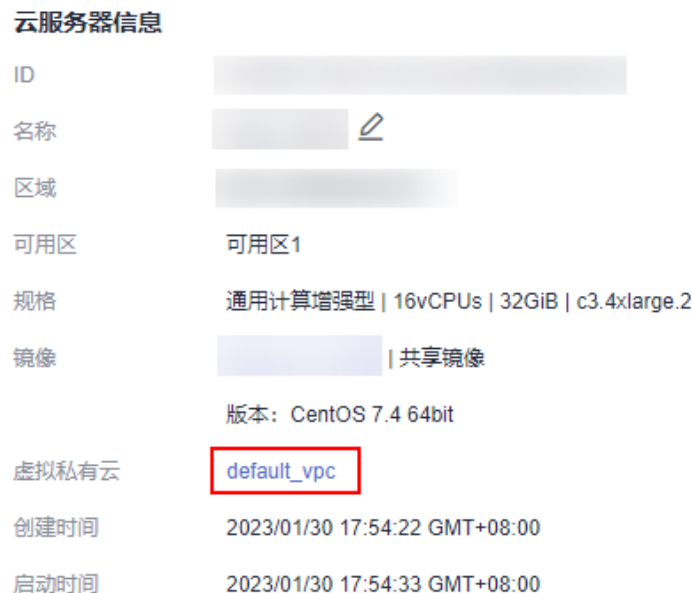 云服务器信息
ID
名称
区域
可用区 可用区1
规格 通用计算增强型 | 16vCPUs | 32GiB | c3.4xlarge.2
镜像 | 共享镜像
版本：CentOS 7.4 64bit
虚拟私有云 default_vpc
创建时间 2023/01/30 17:54:22 GMT+08:00
启动时间 2023/01/30 17:54:33 GMT+08:00